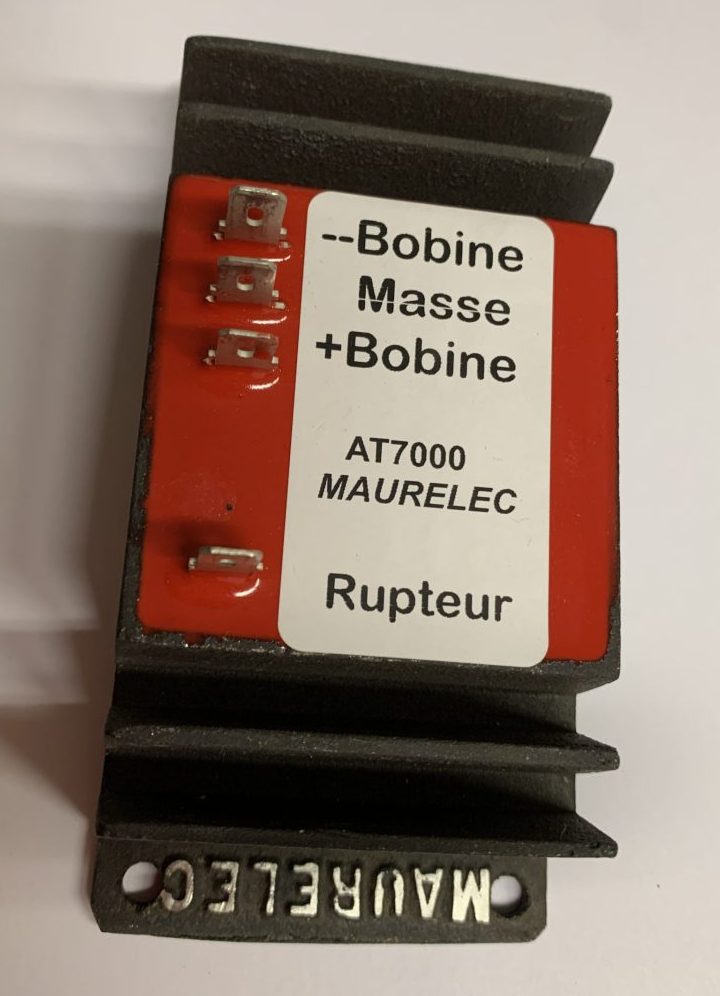 --Bobine
Masse
+Bobine
AT7000
MAURELEC
Rupteur
MAURELEC